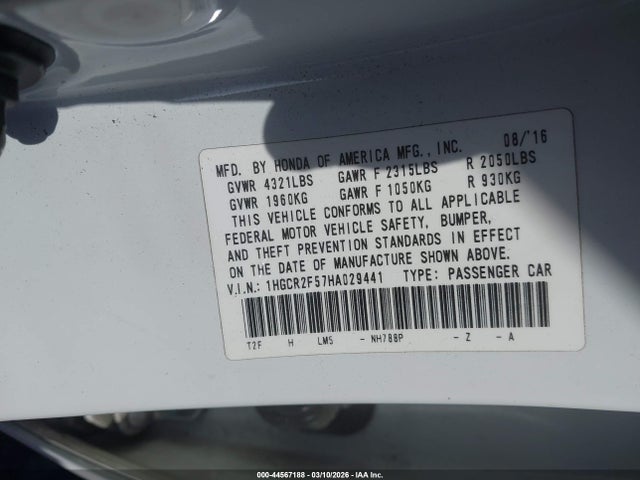 MFD. BY HONDA OF AMERICA MFG., INC. 08/'16
GVWR 4321LBS GAWR F 2315LBS R 2050LBS
GVWR 1960KG GAWR F 1050KG R 930KG
THIS VEHICLE CONFORMS TO ALL APPLICABLE
FEDERAL MOTOR VEHICLE SAFETY, BUMPER,
AND THEFT PREVENTION STANDARDS IN EFFECT
ON THE DATE OF MANUFACTURE SHOWN ABOVE.
V.I.N.: 1HGCR2F57HA029441 TYPE: PASSENGER CAR
T2F H LM5 - NH788P - Z - A
000-44567188 | 03/10/2026 | IAA Inc.